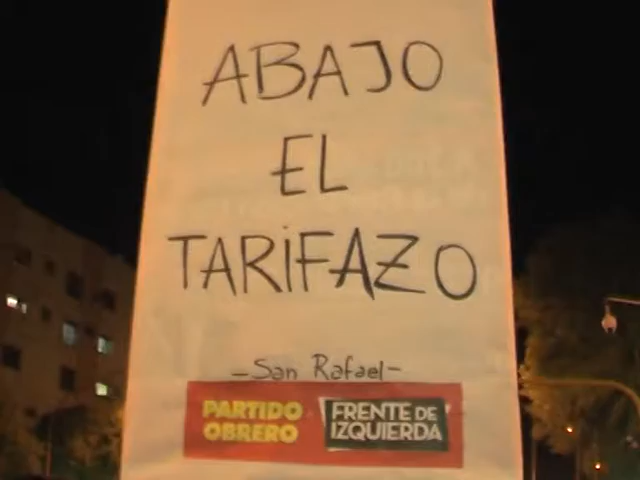 ABAJO
EL
TARIFAZO
-San Rafael-
PARTIDO OBRERO
FRENTE DE IZQUIERDA